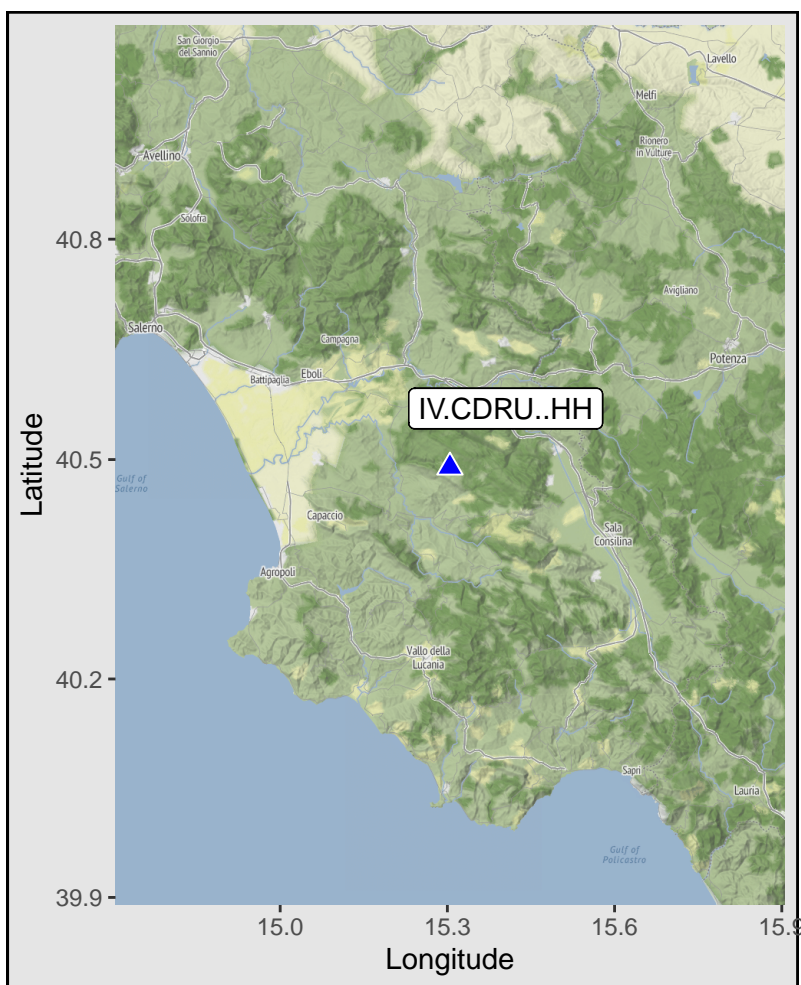 San Giorgio
del Sannio
Lavello
Melfi
Rionero
in Vulture
Avellino
Solofra
40.8
Avigliano
Salerno
Campagna
Potenza
Battipaglia
Eboli
IV.CDRU..HH
Latitude
40.5
Gulf of
Salerno
Capaccio
Sala
Consilina
Agropoli
Vallo della
Lucania
40.2
Sapri
Lauria
Gulf of
Policastro
39.9
15.0
15.3
15.6
15.9
Longitude